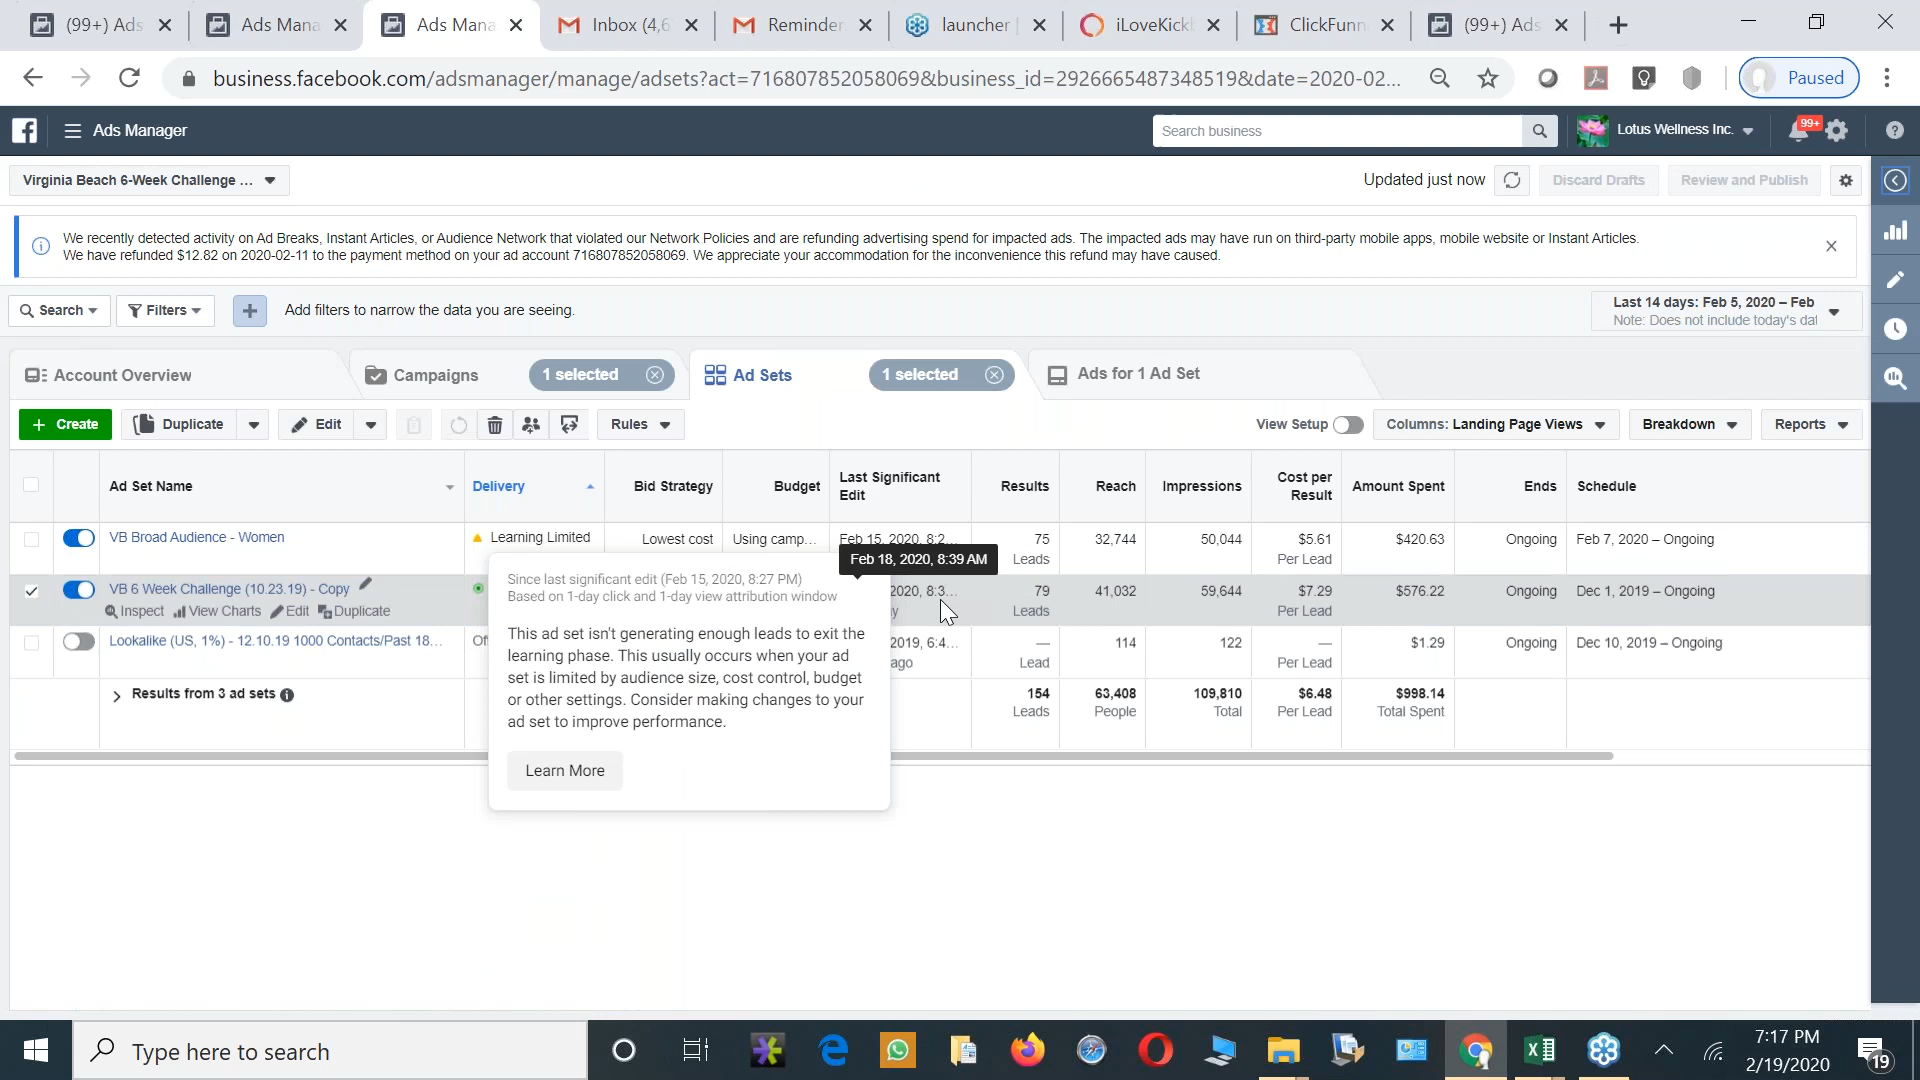 (99+) Ads
Ads Mana
Ads Mana
Inbox (4,6
Reminder
launcher
iLoveKick
ClickFunn
(99+) Ads
business.facebook.com/adsmanager/manage/adsets?act=716807852058069&business_id=2926665487348519&date=2020-02...
Paused
Ads Manager
Search business
Lotus Wellness Inc.
99+
Virginia Beach 6-Week Challenge ...
Updated just now
Discard Drafts
Review and Publish
We recently detected activity on Ad Breaks, Instant Articles, or Audience Network that violated our Network Policies and are refunding advertising spend for impacted ads. The impacted ads may have run on third-party mobile apps, mobile website or Instant Articles.
We have refunded $12.82 on 2020-02-11 to the payment method on your ad account 716807852058069. We appreciate your accommodation for the inconvenience this refund may have caused.
Search
Filters
Add filters to narrow the data you are seeing.
Last 14 days: Feb 5, 2020 – Feb
Note: Does not include today's dat
Account Overview
Campaigns
1 selected
Ad Sets
1 selected
Ads for 1 Ad Set
+ Create
Duplicate
Edit
Rules
View Setup
Columns: Landing Page Views
Breakdown
Reports
Ad Set Name
Delivery
Bid Strategy
Budget
Last Significant
Edit
Results
Reach
Impressions
Cost per
Result
Amount Spent
Ends
Schedule
VB Broad Audience - Women
Learning Limited
Lowest cost
Using camp...
Feb 15, 2020, 8:2...
75
Leads
32,744
50,044
$5.61
Per Lead
$420.63
Ongoing
Feb 7, 2020 – Ongoing
Feb 18, 2020, 8:39 AM
VB 6 Week Challenge (10.23.19) - Copy
Inspect
View Charts
Edit
Duplicate
2020, 8:3...
79
Leads
41,032
59,644
$7.29
Per Lead
$576.22
Ongoing
Dec 1, 2019 – Ongoing
Lookalike (US, 1%) - 12.10.19 1000 Contacts/Past 18...
Of
2019, 6:4...
ago
—
Lead
114
122
—
Per Lead
$1.29
Ongoing
Dec 10, 2019 – Ongoing
Results from 3 ad sets
154
Leads
63,408
People
109,810
Total
$6.48
Per Lead
$998.14
Total Spent
Since last significant edit (Feb 15, 2020, 8:27 PM)
Based on 1-day click and 1-day view attribution window
This ad set isn't generating enough leads to exit the
learning phase. This usually occurs when your ad
set is limited by audience size, cost control, budget
or other settings. Consider making changes to your
ad set to improve performance.
Learn More
Type here to search
7:17 PM
2/19/2020
19